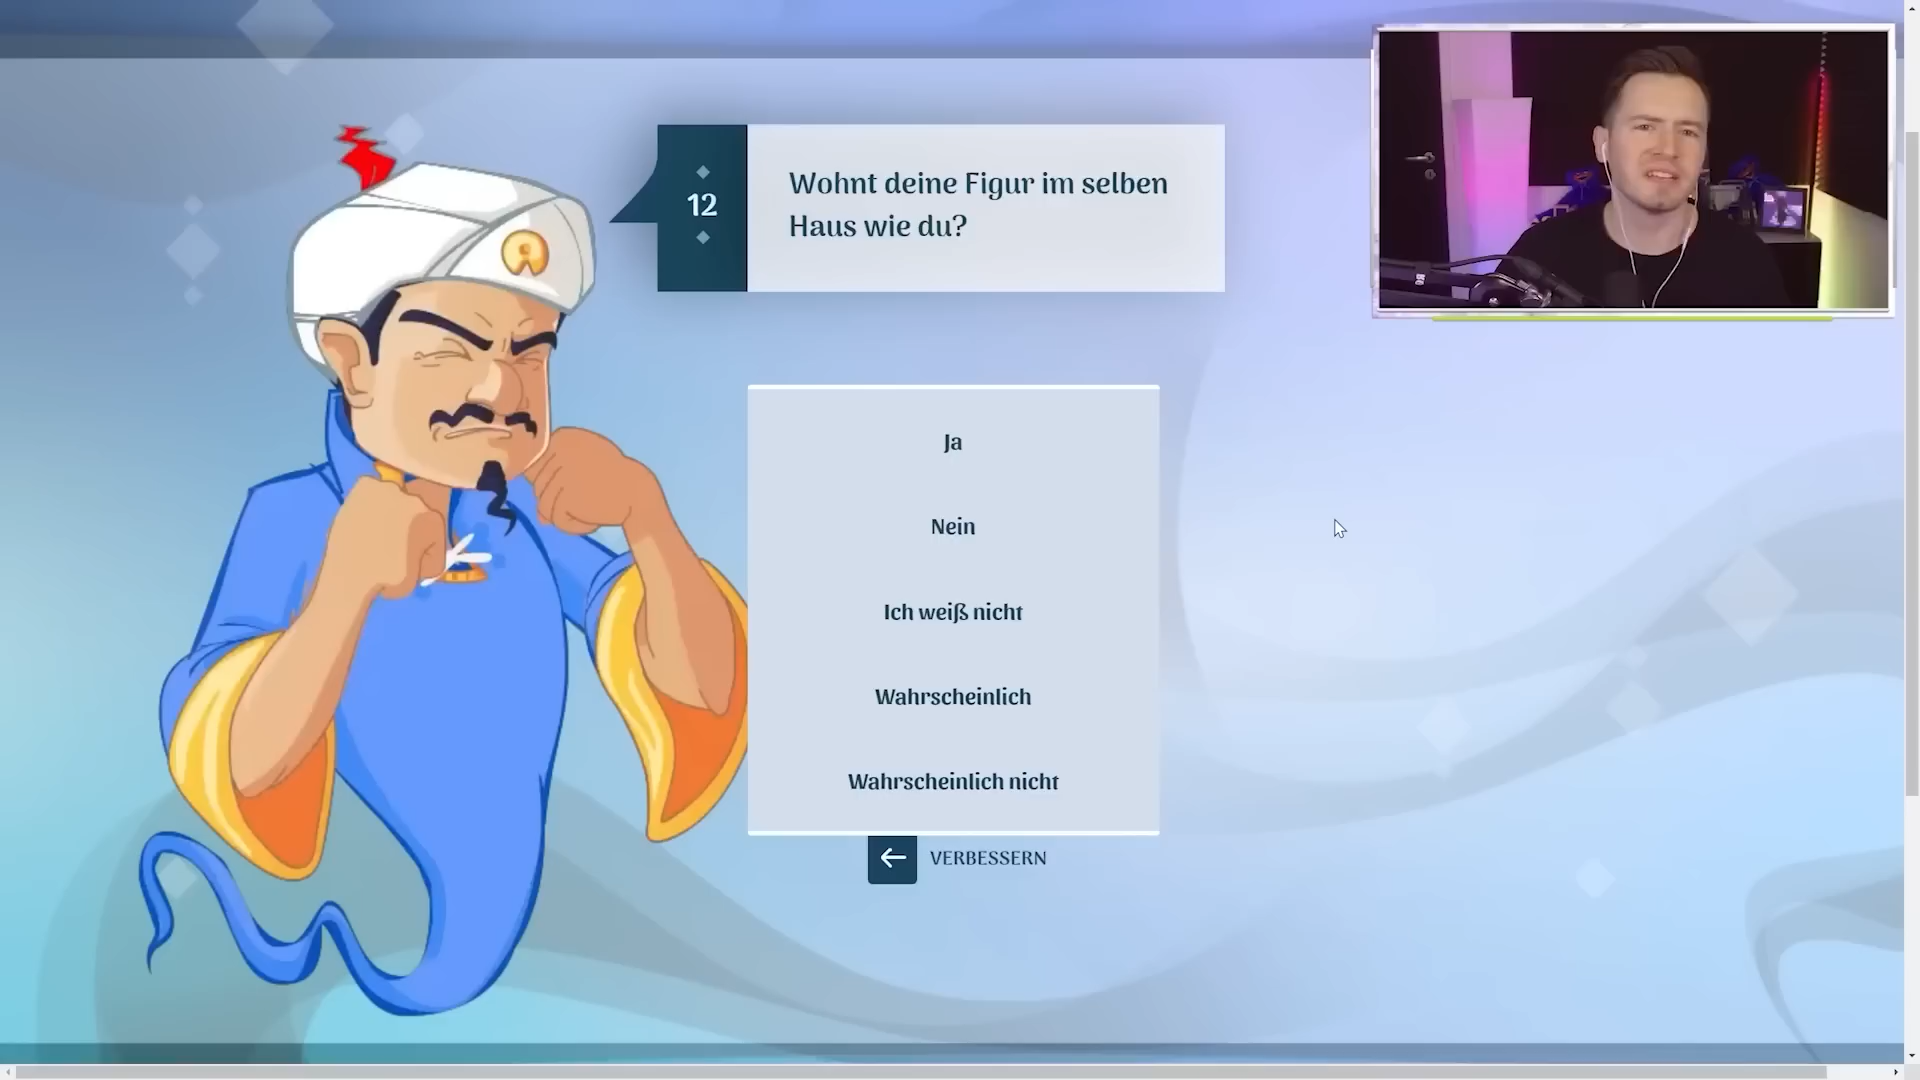 12
Wohnt deine Figur im selben
Haus wie du?
Ja
Nein
Ich weiß nicht
Wahrscheinlich
Wahrscheinlich nicht
VERBESSERN